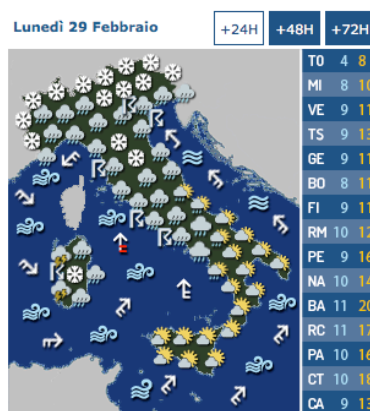 Lunedì 29 Febbraio
+24H +48H +72H
TO 4 8
MI 8 10
VE 9 11
TS 9 13
GE 9 11
BO 8 11
FI 9 11
RM 10 12
PE 9 16
NA 10 14
BA 11 20
RC 11 17
PA 10 16
CT 10 18
CA 9 13